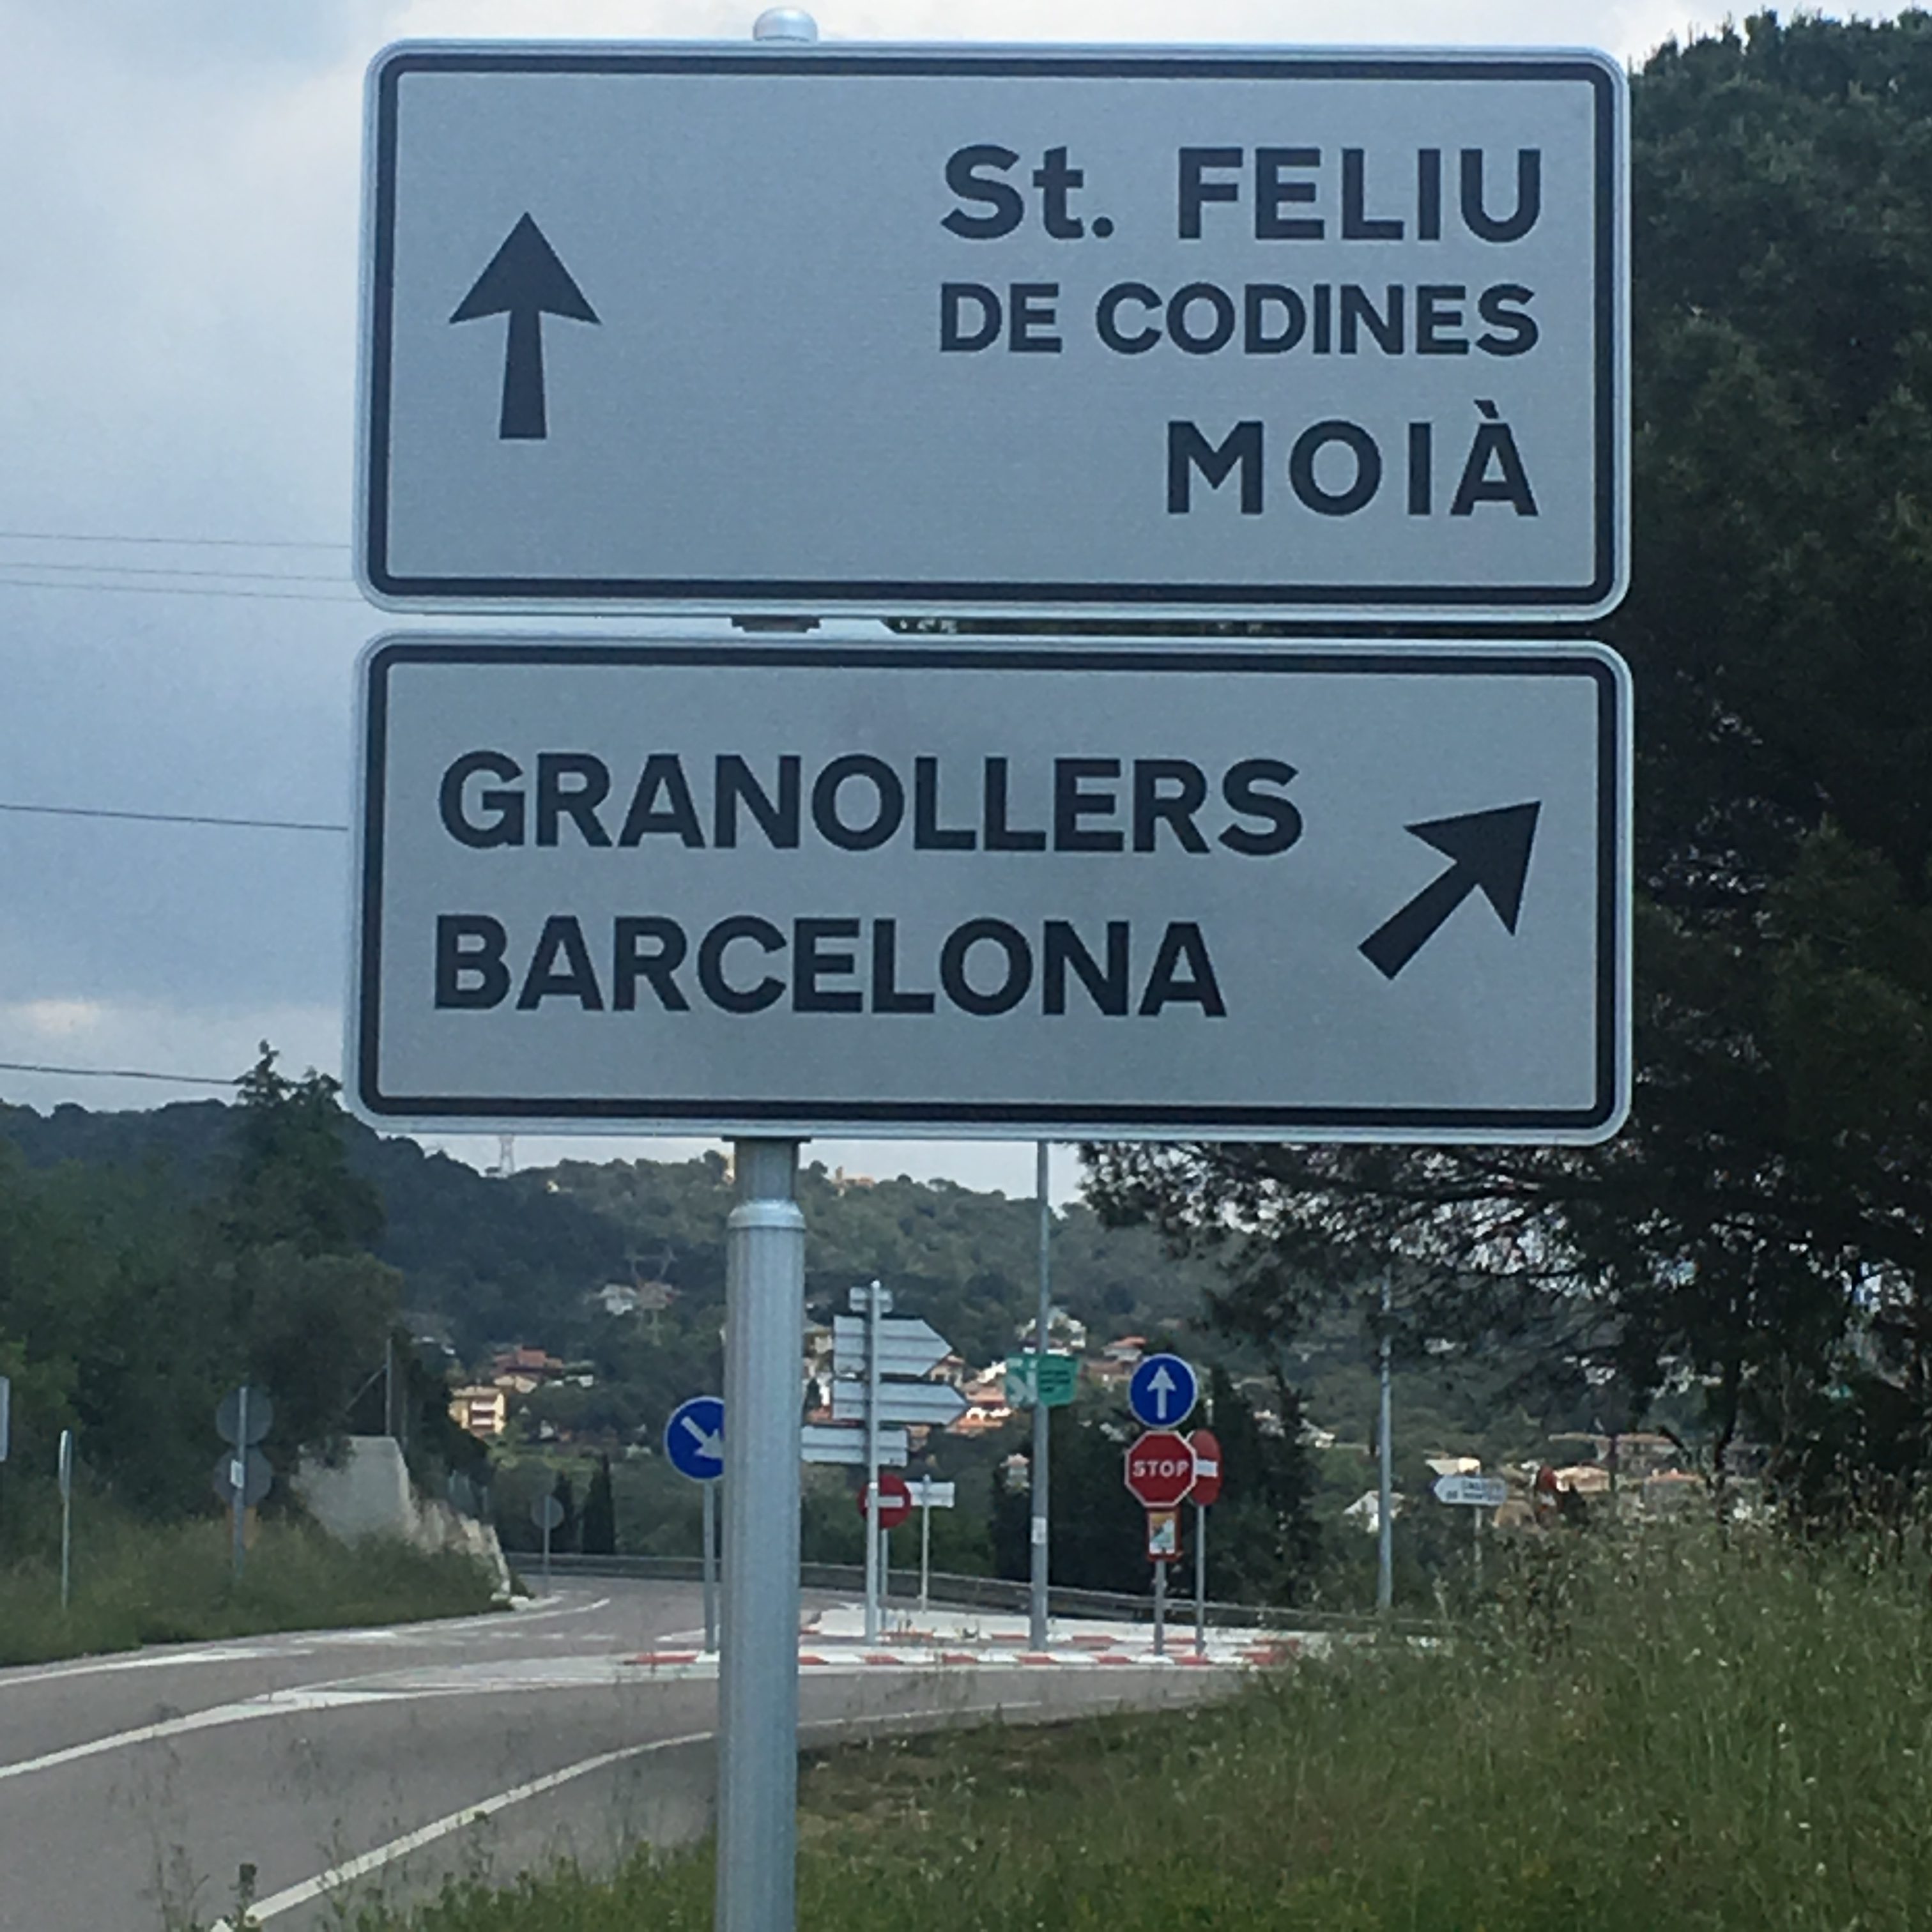 St. FELIU
DE CODINES
MOIÀ
GRANOLLERS
BARCELONA
STOP